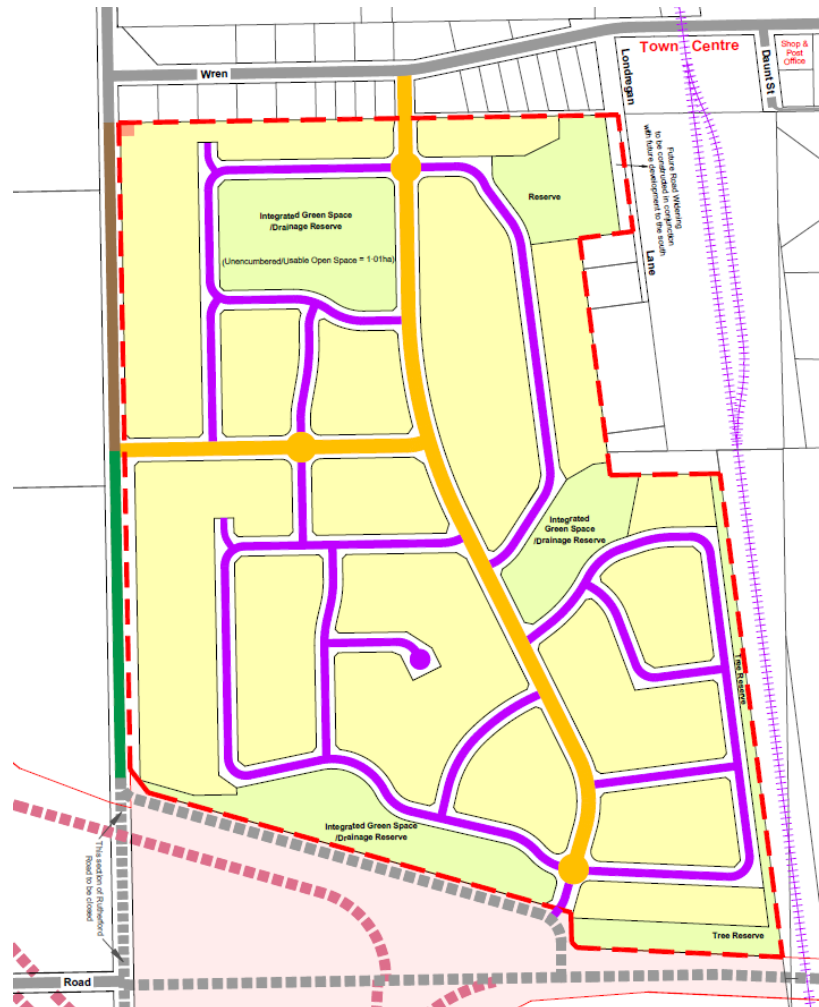 Town Centre
Shop &
Post
Office
Daunt St
Londregan
Wren
Future Road Widening
to be constructed in conjunction
with future development to the south
Reserve
Integrated Green Space
/Drainage Reserve
(Unencumbered/Usable Open Space = 1·01ha)
Lane
Integrated
Green Space
/Drainage Reserve
Tree Reserve
Integrated Green Space
/Drainage Reserve
This section of Rutherford
Road to be closed
Tree Reserve
Road